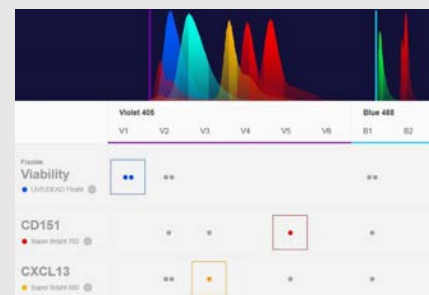 Violet 405 Blue 488
V1 V2 V3 V4 V5 V6 B1 B2
Fixable
Viability
LIVE/DEAD Fixable
CD151
Super Bright 702
CXCL13
Super Bright 600